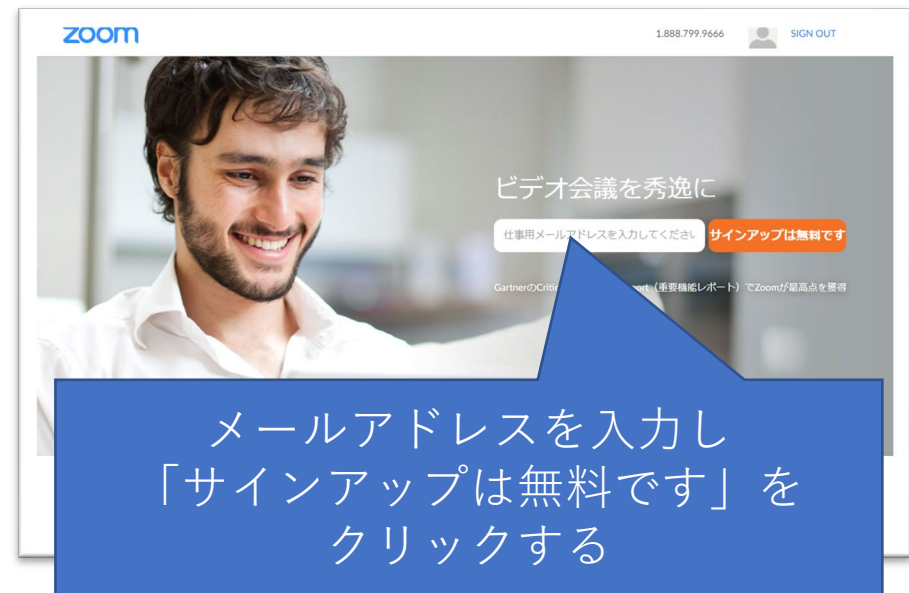 zoom
1.888.799.9666 SIGN OUT
ビデオ会議を秀逸に
仕事用メールアドレスを入力してください サインアップは無料です
GartnerのCriti ort（重要機能レポート）でZoomが最高点を獲得
メールアドレスを入力し
「サインアップは無料です」を
クリックする